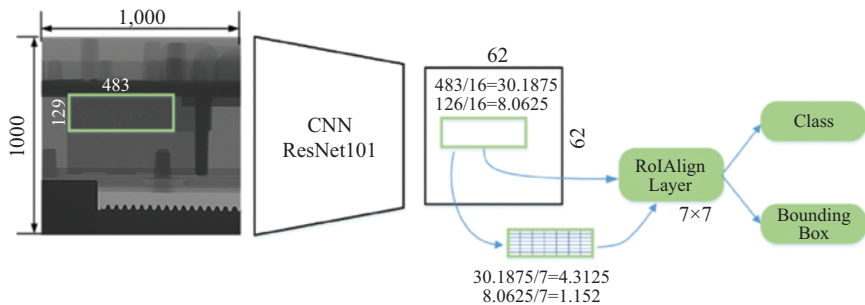 1,000
1000
483
129
CNN
ResNet101
62
483/16=30.1875
126/16=8.0625
62
RoIAlign
Layer
7×7
Class
Bounding
Box
30.1875/7=4.3125
8.0625/7=1.152